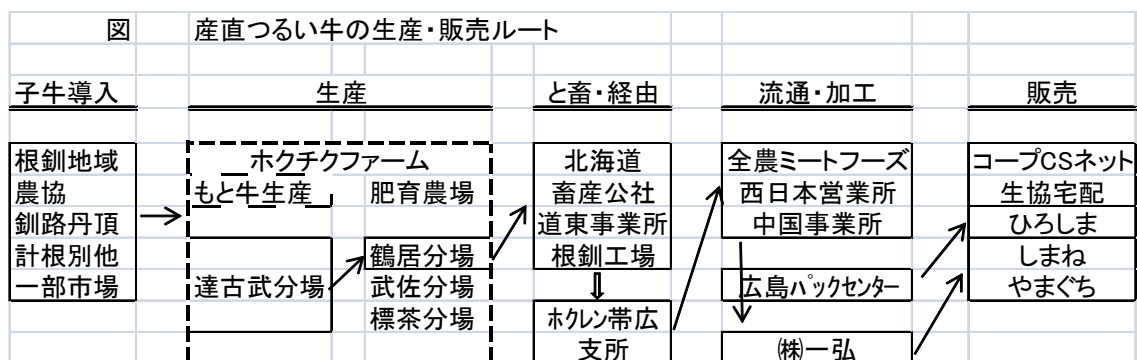 図 産直つるい牛の生産・販売ルート
子牛導入 生産 と畜・経由 流通・加工 販売
根釧地域 ホクチクファーム 北海道 全農ミートフーズ コープCSネット
農協 もと牛生産 肥育農場 畜産公社 西日本営業所 生協宅配
釧路丹頂 道東事業所 中国事業所 ひろしま
計根別他 鶴居分場 根釧工場 しまね
一部市場 達古武分場 武佐分場 ⇩ 広島パックセンター やまぐち
標茶分場 ホクレン帯広
支所 ㈱一弘